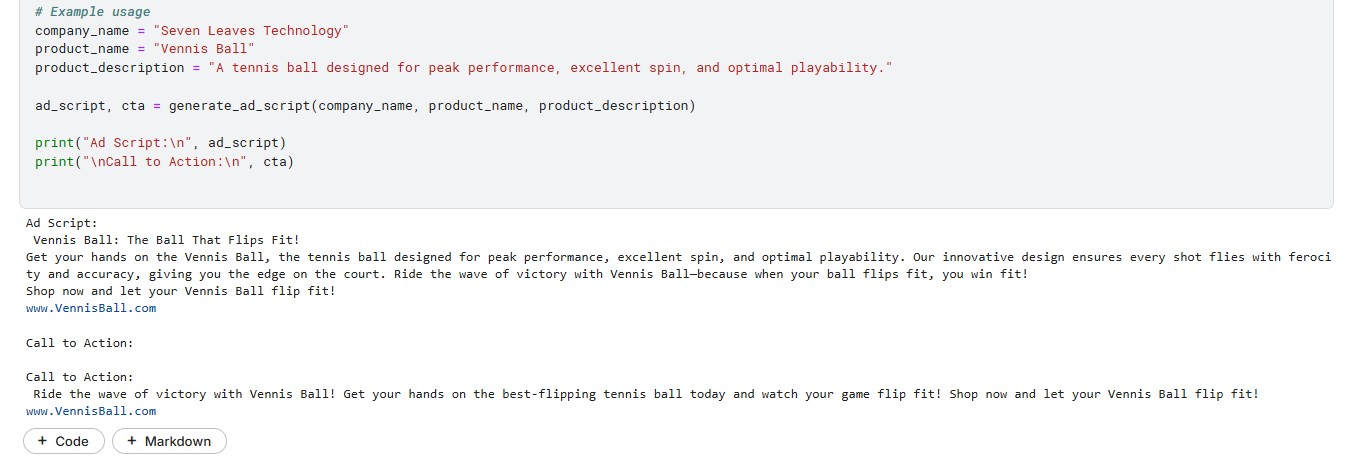 # Example usage
company_name = "Seven Leaves Technology"
product_name = "Vennis Ball"
product_description = "A tennis ball designed for peak performance, excellent spin, and optimal playability."
ad_script, cta = generate_ad_script(company_name, product_name, product_description)
print("Ad Script:\n", ad_script)
print("\nCall to Action:\n", cta)
Ad Script:
Vennis Ball: The Ball That Flips Fit!
Get your hands on the Vennis Ball, the tennis ball designed for peak performance, excellent spin, and optimal playability. Our innovative design ensures every shot flies with feroci
ty and accuracy, giving you the edge on the court. Ride the wave of victory with Vennis Ball—because when your ball flips fit, you win fit!
Shop now and let your Vennis Ball flip fit!
www.VennisBall.com
Call to Action:
Call to Action:
Ride the wave of victory with Vennis Ball! Get your hands on the best-flipping tennis ball today and watch your game flip fit! Shop now and let your Vennis Ball flip fit!
www.VennisBall.com
+ Code + Markdown